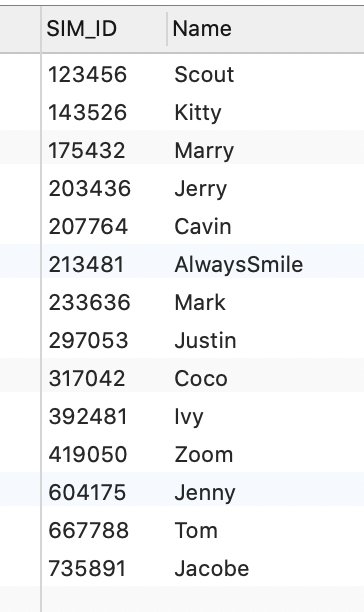 SIM_ID Name
123456 Scout
143526 Kitty
175432 Marry
203436 Jerry
207764 Cavin
213481 AlwaysSmile
233636 Mark
297053 Justin
317042 Coco
392481 Ivy
419050 Zoom
604175 Jenny
667788 Tom
735891 Jacobe